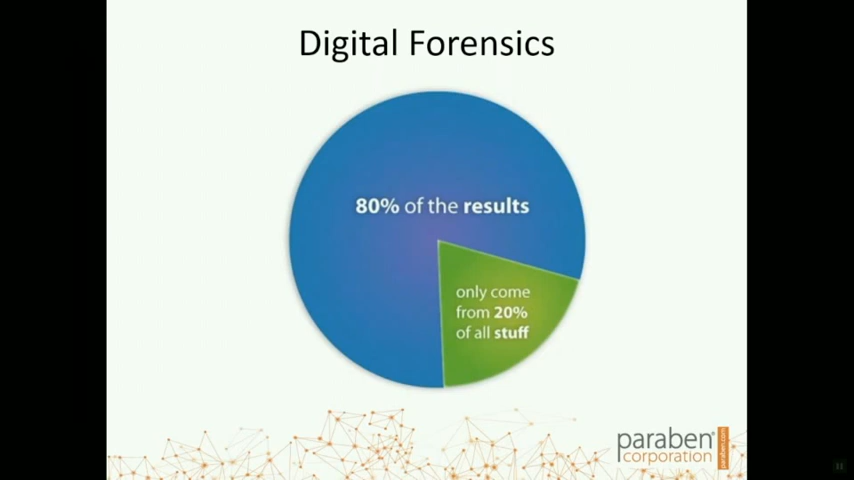 Digital Forensics
80% of the results
only come
from 20%
of all stuff
paraben®
corporation
paraben.com